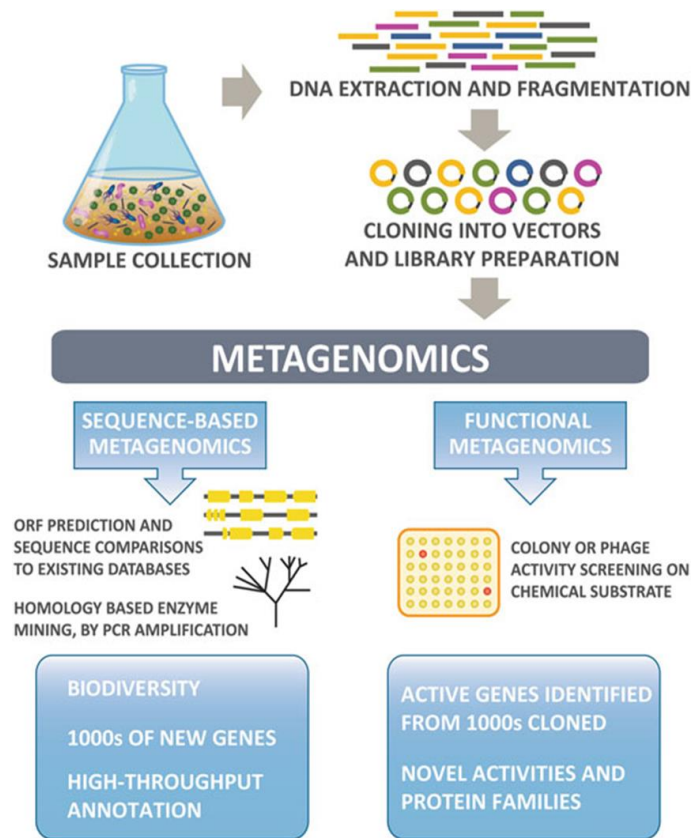 DNA EXTRACTION AND FRAGMENTATION
SAMPLE COLLECTION
CLONING INTO VECTORS
AND LIBRARY PREPARATION
METAGENOMICS
SEQUENCE-BASED
METAGENOMICS
ORF PREDICTION AND
SEQUENCE COMPARISONS
TO EXISTING DATABASES
HOMOLOGY BASED ENZYME
MINING, BY PCR AMPLIFICATION
BIODIVERSITY
1000s OF NEW GENES
HIGH-THROUGHPUT
ANNOTATION
FUNCTIONAL
METAGENOMICS
COLONY OR PHAGE
ACTIVITY SCREENING ON
CHEMICAL SUBSTRATE
ACTIVE GENES IDENTIFIED
FROM 1000s CLONED
NOVEL ACTIVITIES AND
PROTEIN FAMILIES